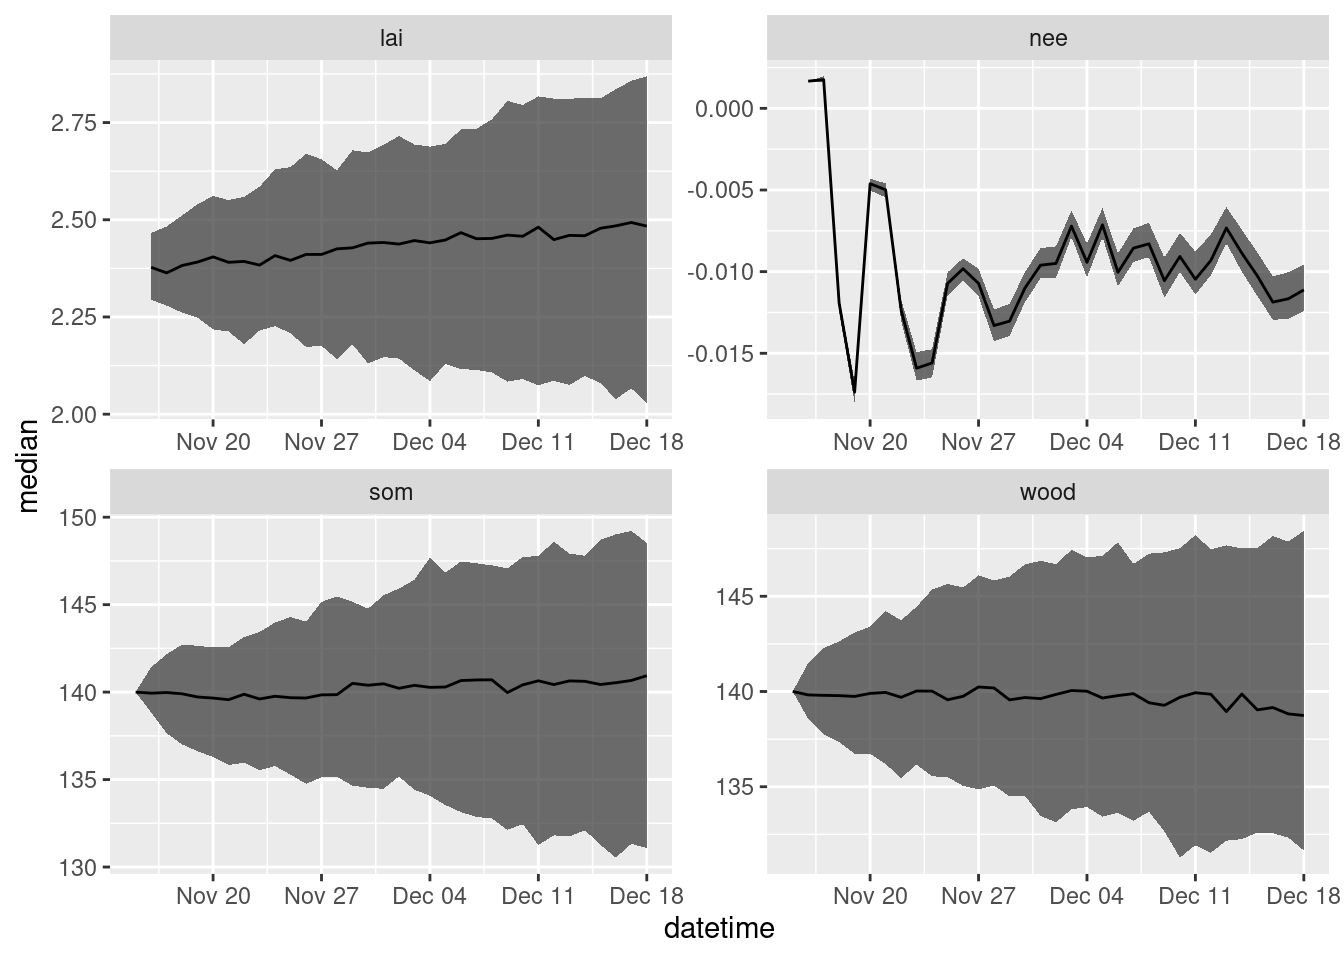 lai
nee
2.75
2.50
2.25
2.00
0.000
-0.005
-0.010
-0.015
Nov 20 Nov 27 Dec 04 Dec 11 Dec 18
Nov 20 Nov 27 Dec 04 Dec 11 Dec 18
median
som
wood
150
145
140
135
130
145
140
135
Nov 20 Nov 27 Dec 04 Dec 11 Dec 18
Nov 20 Nov 27 Dec 04 Dec 11 Dec 18
datetime